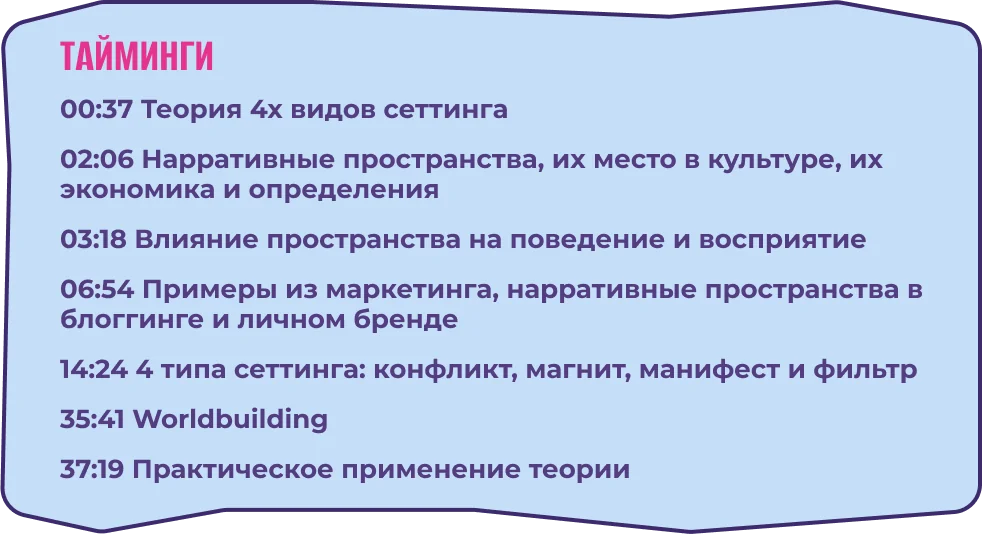 ТАЙМИНГИ
00:37 Теория 4х видов сеттинга
02:06 Нарративные пространства, их место в культуре, их
экономика и определения
03:18 Влияние пространства на поведение и восприятие
06:54 Примеры из маркетинга, нарративные пространства в
блоггинге и личном бренде
14:24 4 типа сеттинга: конфликт, магнит, манифест и фильтр
35:41 Worldbuilding
37:19 Практическое применение теории